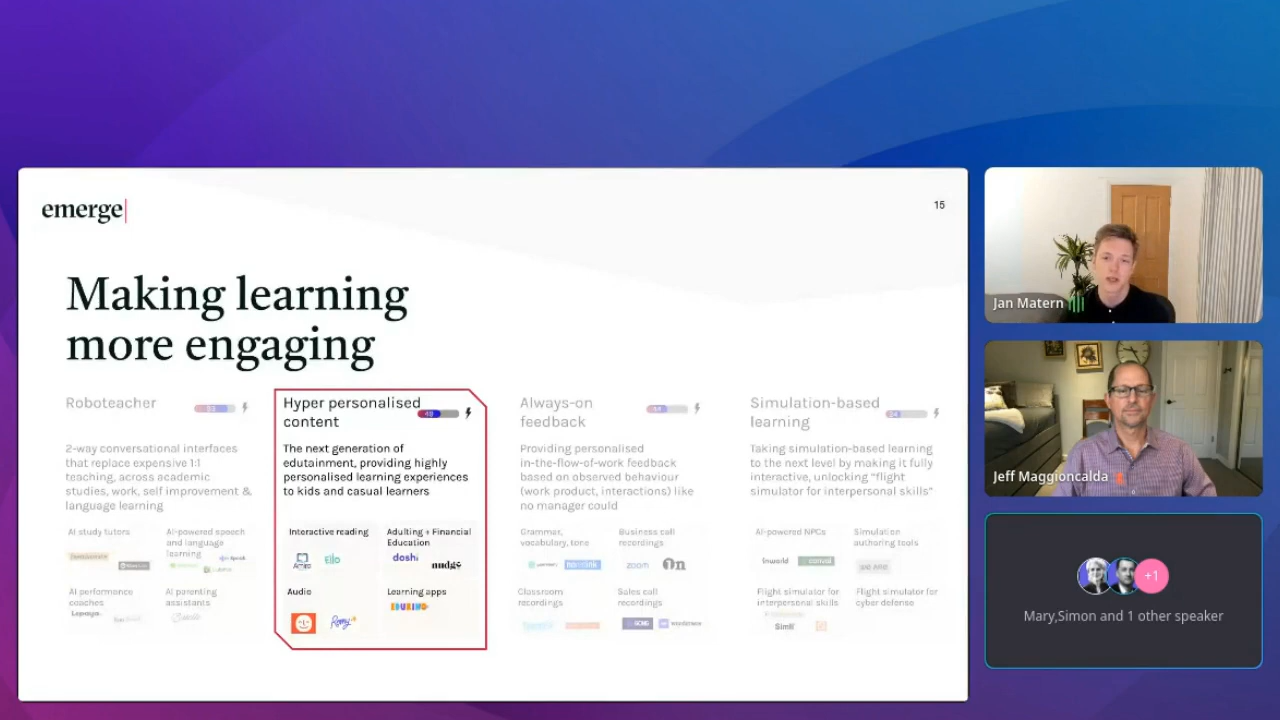 emerge
15
Making learning
more engaging
Roboteacher
2-way conversational interfaces
that replace expensive 1:1
teaching, across academic
studies, work, self improvement &
language learning
AI study tutors
AI-powered speech
and language
learning
AI performance
coaches
AI parenting
assistants
Hyper personalised
content
48
The next generation of
edutainment, providing highly
personalised learning experiences
to kids and casual learners
Interactive reading
Adulting + Financial
Education
Amira
Ello
doshi
nudge
Audio
Learning apps
Always-on
feedback
Providing personalised
in-the-flow-of-work feedback
based on observed behaviour
(work product, interactions) like
no manager could
Grammar,
vocabulary, tone
Business call
recordings
zoom
Classroom
recordings
Sales call
recordings
GONG
Simulation-based
learning
Taking simulation-based learning
to the next level by making it fully
interactive, unlocking “flight
simulator for interpersonal skills”
AI-powered NPCs
Simulation
authoring tools
inworld
convai
Flight simulator for
interpersonal skills
Flight simulator for
cyber defense
Jan Matern
Jeff Maggioncalda
+1
Mary,Simon and 1 other speaker